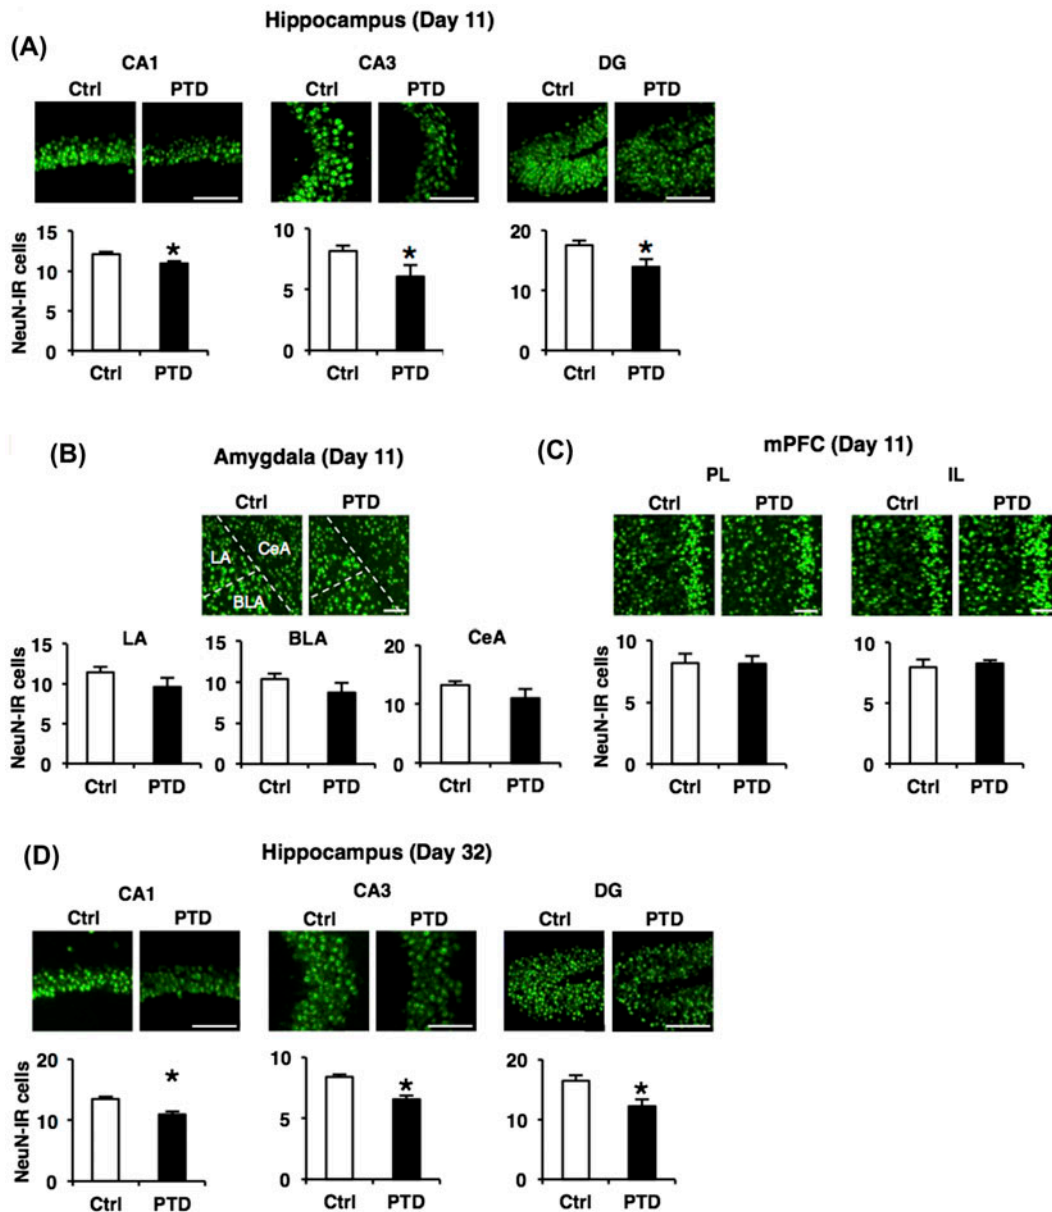 Hippocampus (Day 11)
(A)
CA1 CA3 DG
Ctrl PTD Ctrl PTD Ctrl PTD
NeuN-IR cells
15
10
5
0
*
Ctrl PTD
10
5
0
*
Ctrl PTD
20
10
0
*
Ctrl PTD
(B)
Amygdala (Day 11)
Ctrl PTD
LA CeA
BLA
NeuN-IR cells
LA
15
10
5
0
Ctrl PTD
BLA
15
10
5
0
Ctrl PTD
CeA
20
10
0
Ctrl PTD
(C)
mPFC (Day 11)
PL IL
Ctrl PTD Ctrl PTD
NeuN-IR cells
10
5
0
Ctrl PTD
10
5
0
Ctrl PTD
(D)
Hippocampus (Day 32)
CA1 CA3 DG
Ctrl PTD Ctrl PTD Ctrl PTD
NeuN-IR cells
20
10
0
*
Ctrl PTD
10
5
0
*
Ctrl PTD
20
10
0
*
Ctrl PTD